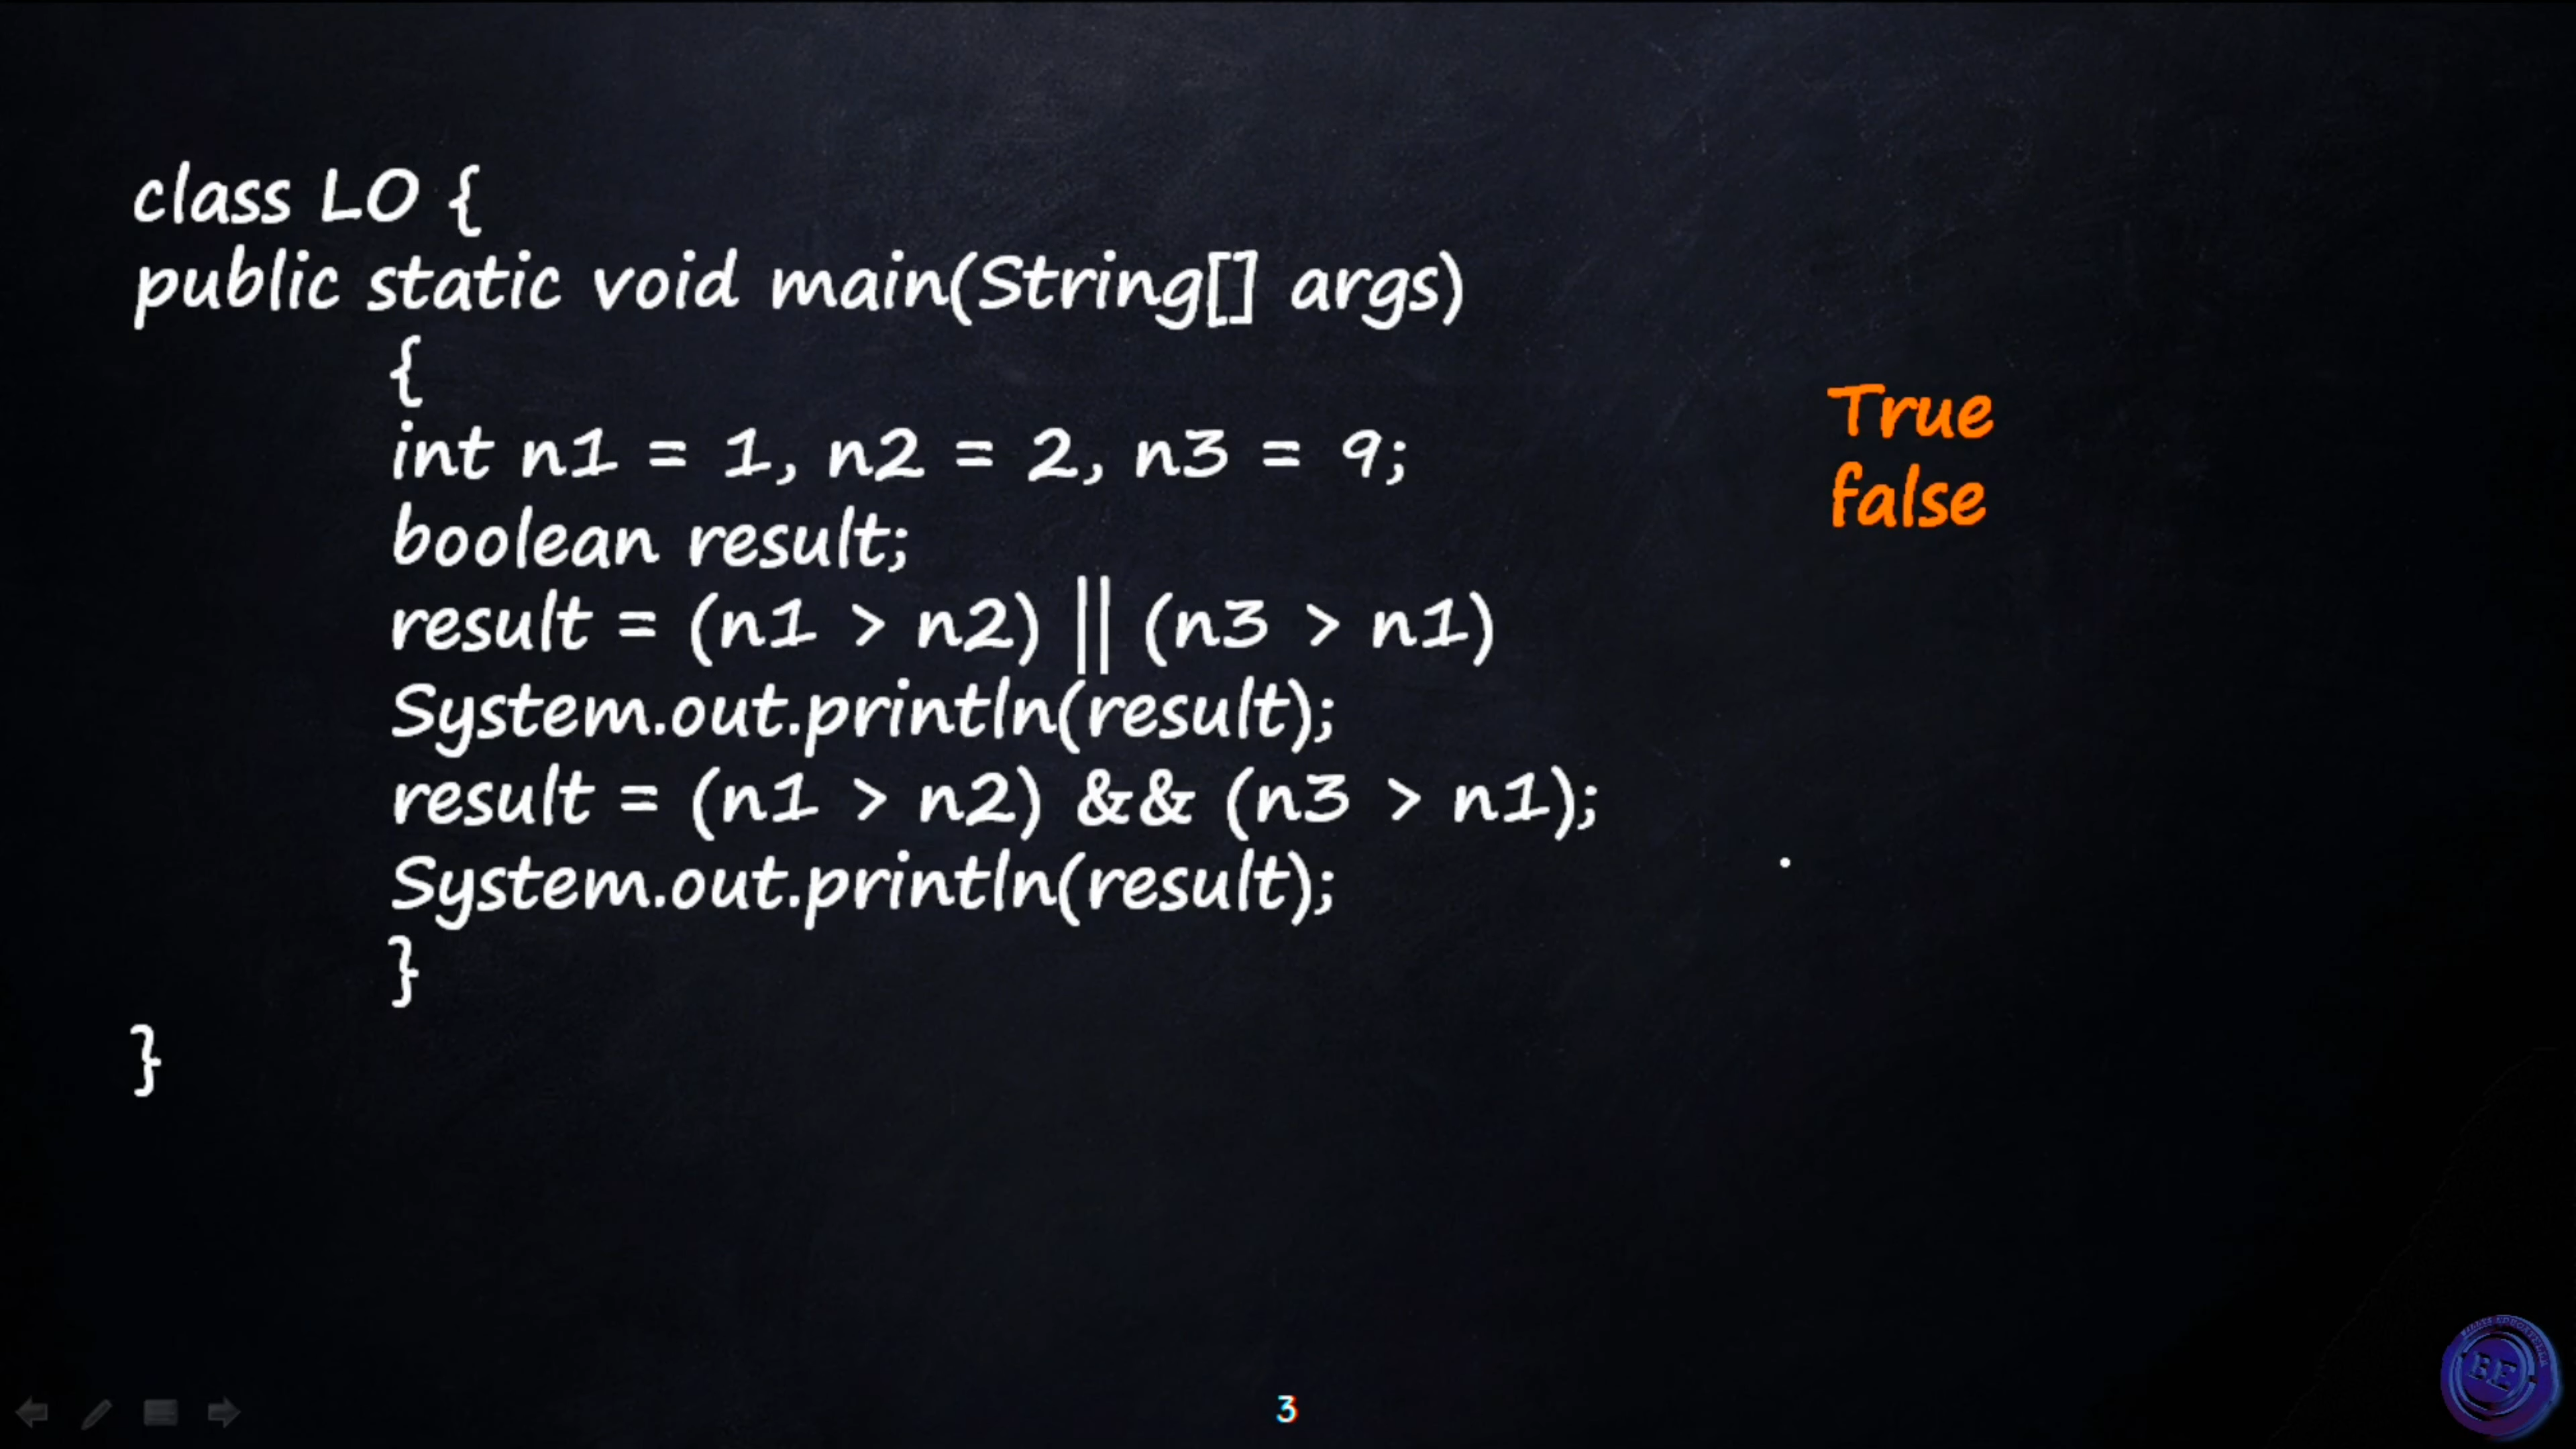 class LO {
public static void main(String[] args)
{
int n1 = 1, n2 = 2, n3 = 9;
boolean result;
result = (n1 > n2) || (n3 > n1)
System.out.println(result);
result = (n1 > n2) && (n3 > n1);
System.out.println(result);
}
}
True
false
3
BE